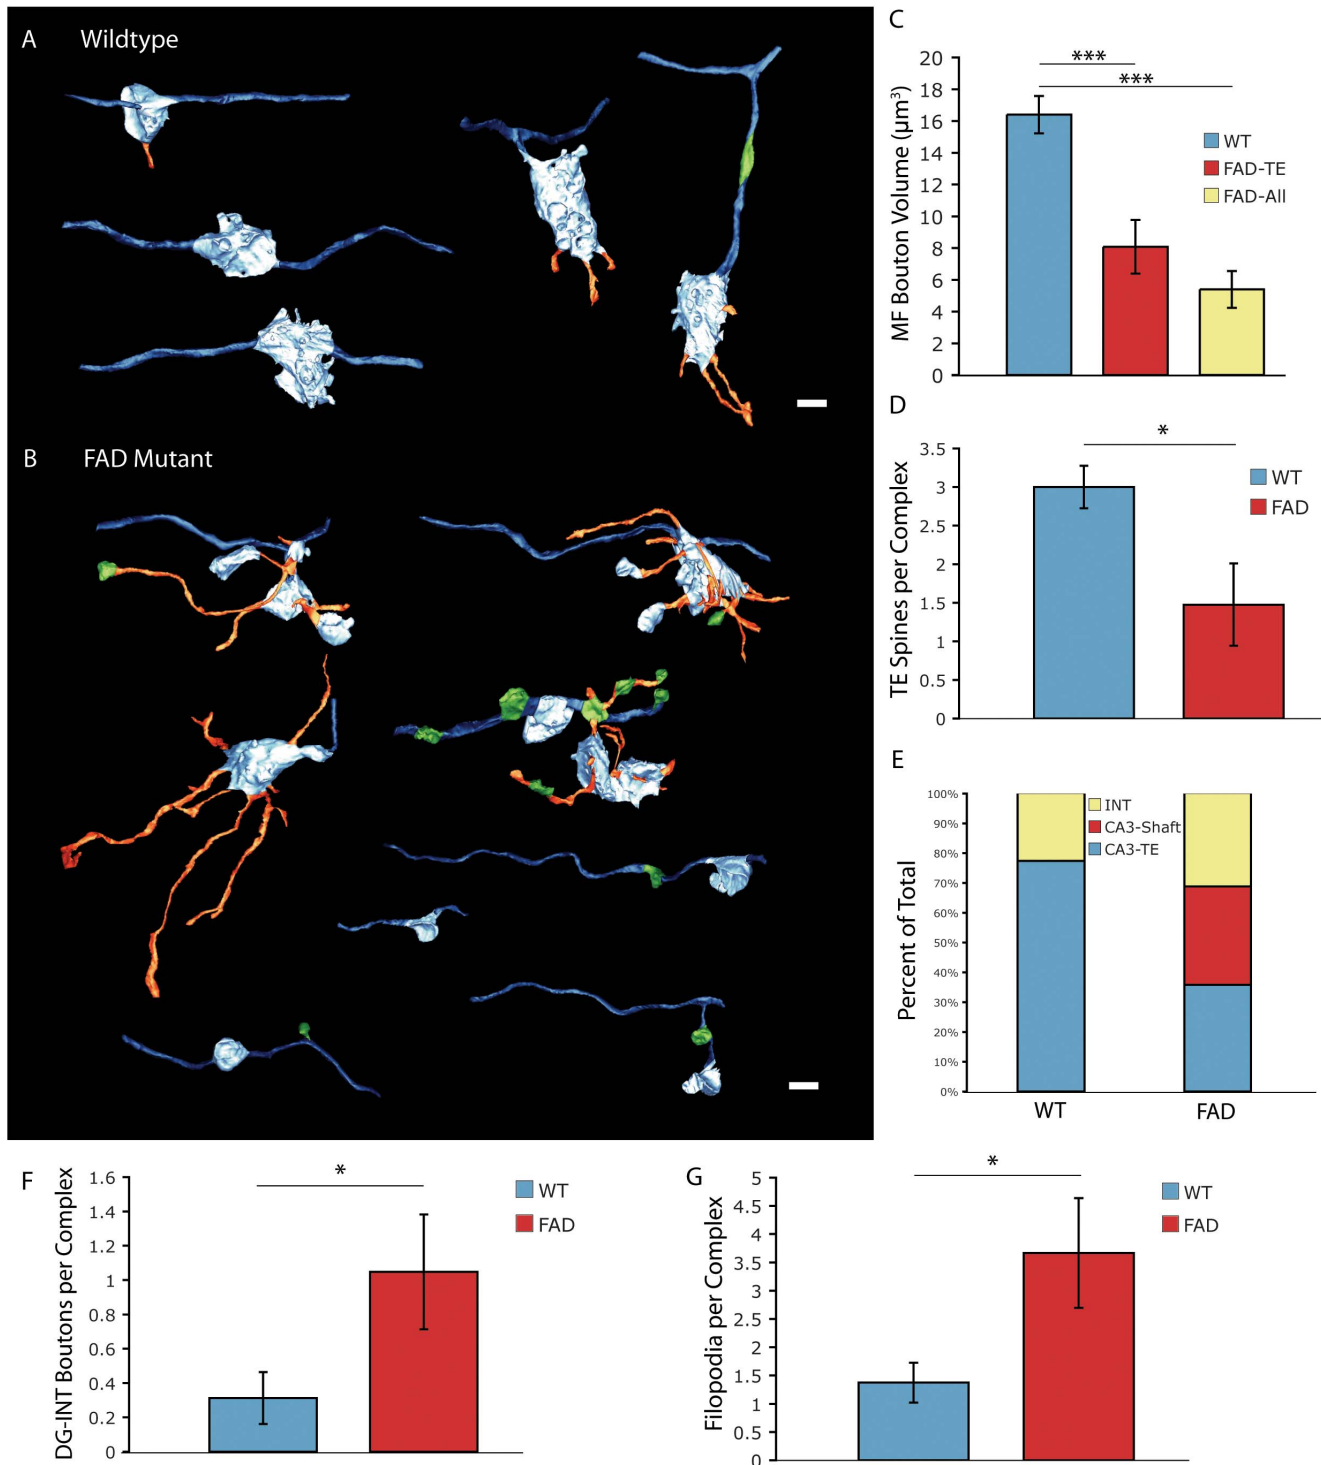 A Wildtype
B FAD Mutant
C
MF Bouton Volume (µm³)
20
18
16
14
12
10
8
6
4
2
0
***
***
WT
FAD-TE
FAD-All
D
TE Spines per Complex
3.5
3
2.5
2
1.5
1
0.5
0
*
WT
FAD
E
Percent of Total
100%
90%
80%
70%
60%
50%
40%
30%
20%
10%
0%
INT
CA3-Shaft
CA3-TE
WT FAD
F
DG-INT Boutons per Complex
1.6
1.4
1.2
1
0.8
0.6
0.4
0.2
0
*
WT
FAD
G
Filopodia per Complex
5
4.5
4
3.5
3
2.5
2
1.5
1
0.5
0
*
WT
FAD